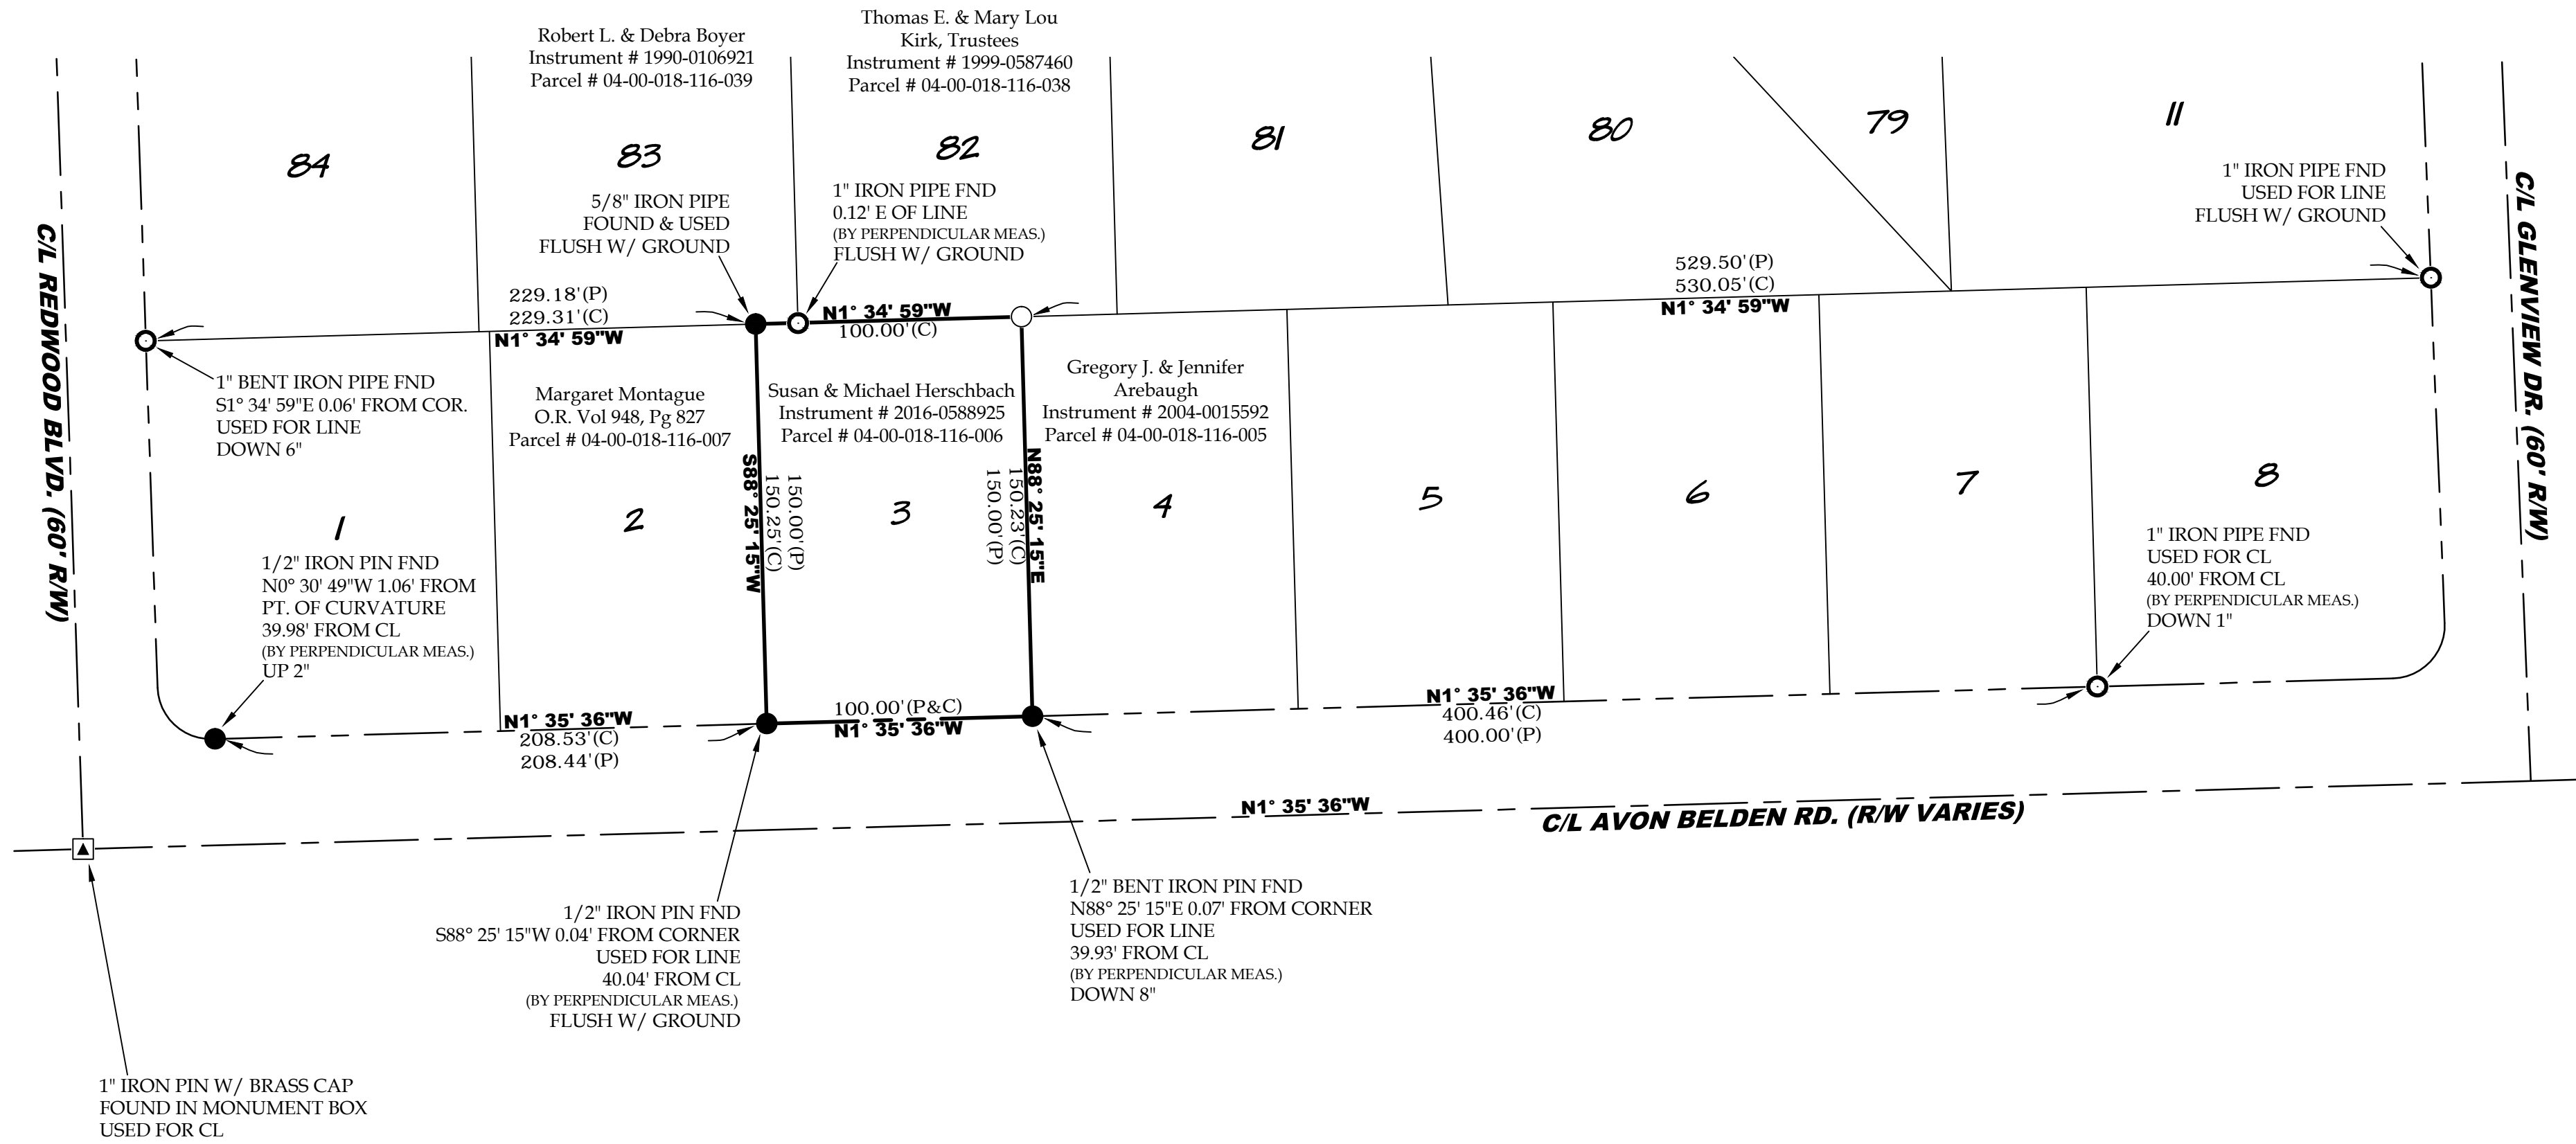 Robert L. & Debra Boyer
Instrument # 1990-0106921
Parcel # 04-00-018-116-039
Thomas E. & Mary Lou
Kirk, Trustees
Instrument # 1999-0587460
Parcel # 04-00-018-116-038
84
83
82
81
80
79
11
C/L REDWOOD BLVD. (60' R/W)
C/L GLENVIEW DR. (60' R/W)
5/8" IRON PIPE
FOUND & USED
FLUSH W/ GROUND
1" IRON PIPE FND
0.12' E OF LINE
(BY PERPENDICULAR MEAS.)
FLUSH W/ GROUND
1" IRON PIPE FND
USED FOR LINE
FLUSH W/ GROUND
229.18'(P)
229.31'(C)
N1° 34' 59"W
N1° 34' 59"W
100.00'(C)
529.50'(P)
530.05'(C)
N1° 34' 59"W
1" BENT IRON PIPE FND
S1° 34' 59"E 0.06' FROM COR.
USED FOR LINE
DOWN 6"
Margaret Montague
O.R. Vol 948, Pg 827
Parcel # 04-00-018-116-007
Susan & Michael Herschbach
Instrument # 2016-0588925
Parcel # 04-00-018-116-006
Gregory J. & Jennifer
Arebaugh
Instrument # 2004-0015592
Parcel # 04-00-018-116-005
S88° 25' 15"W
150.25'(C)
150.00'(P)
150.00'(P)
150.23'(C)
N88° 25' 15"E
1
2
3
4
5
6
7
8
1/2" IRON PIN FND
N0° 30' 49"W 1.06' FROM
PT. OF CURVATURE
39.98' FROM CL
(BY PERPENDICULAR MEAS.)
UP 2"
1" IRON PIPE FND
USED FOR CL
40.00' FROM CL
(BY PERPENDICULAR MEAS.)
DOWN 1"
N1° 35' 36"W
208.53'(C)
208.44'(P)
100.00'(P&C)
N1° 35' 36"W
N1° 35' 36"W
400.46'(C)
400.00'(P)
N1° 35' 36"W
C/L AVON BELDEN RD. (R/W VARIES)
1/2" IRON PIN FND
S88° 25' 15"W 0.04' FROM CORNER
USED FOR LINE
40.04' FROM CL
(BY PERPENDICULAR MEAS.)
FLUSH W/ GROUND
1/2" BENT IRON PIN FND
N88° 25' 15"E 0.07' FROM CORNER
USED FOR LINE
39.93' FROM CL
(BY PERPENDICULAR MEAS.)
DOWN 8"
1" IRON PIN W/ BRASS CAP
FOUND IN MONUMENT BOX
USED FOR CL